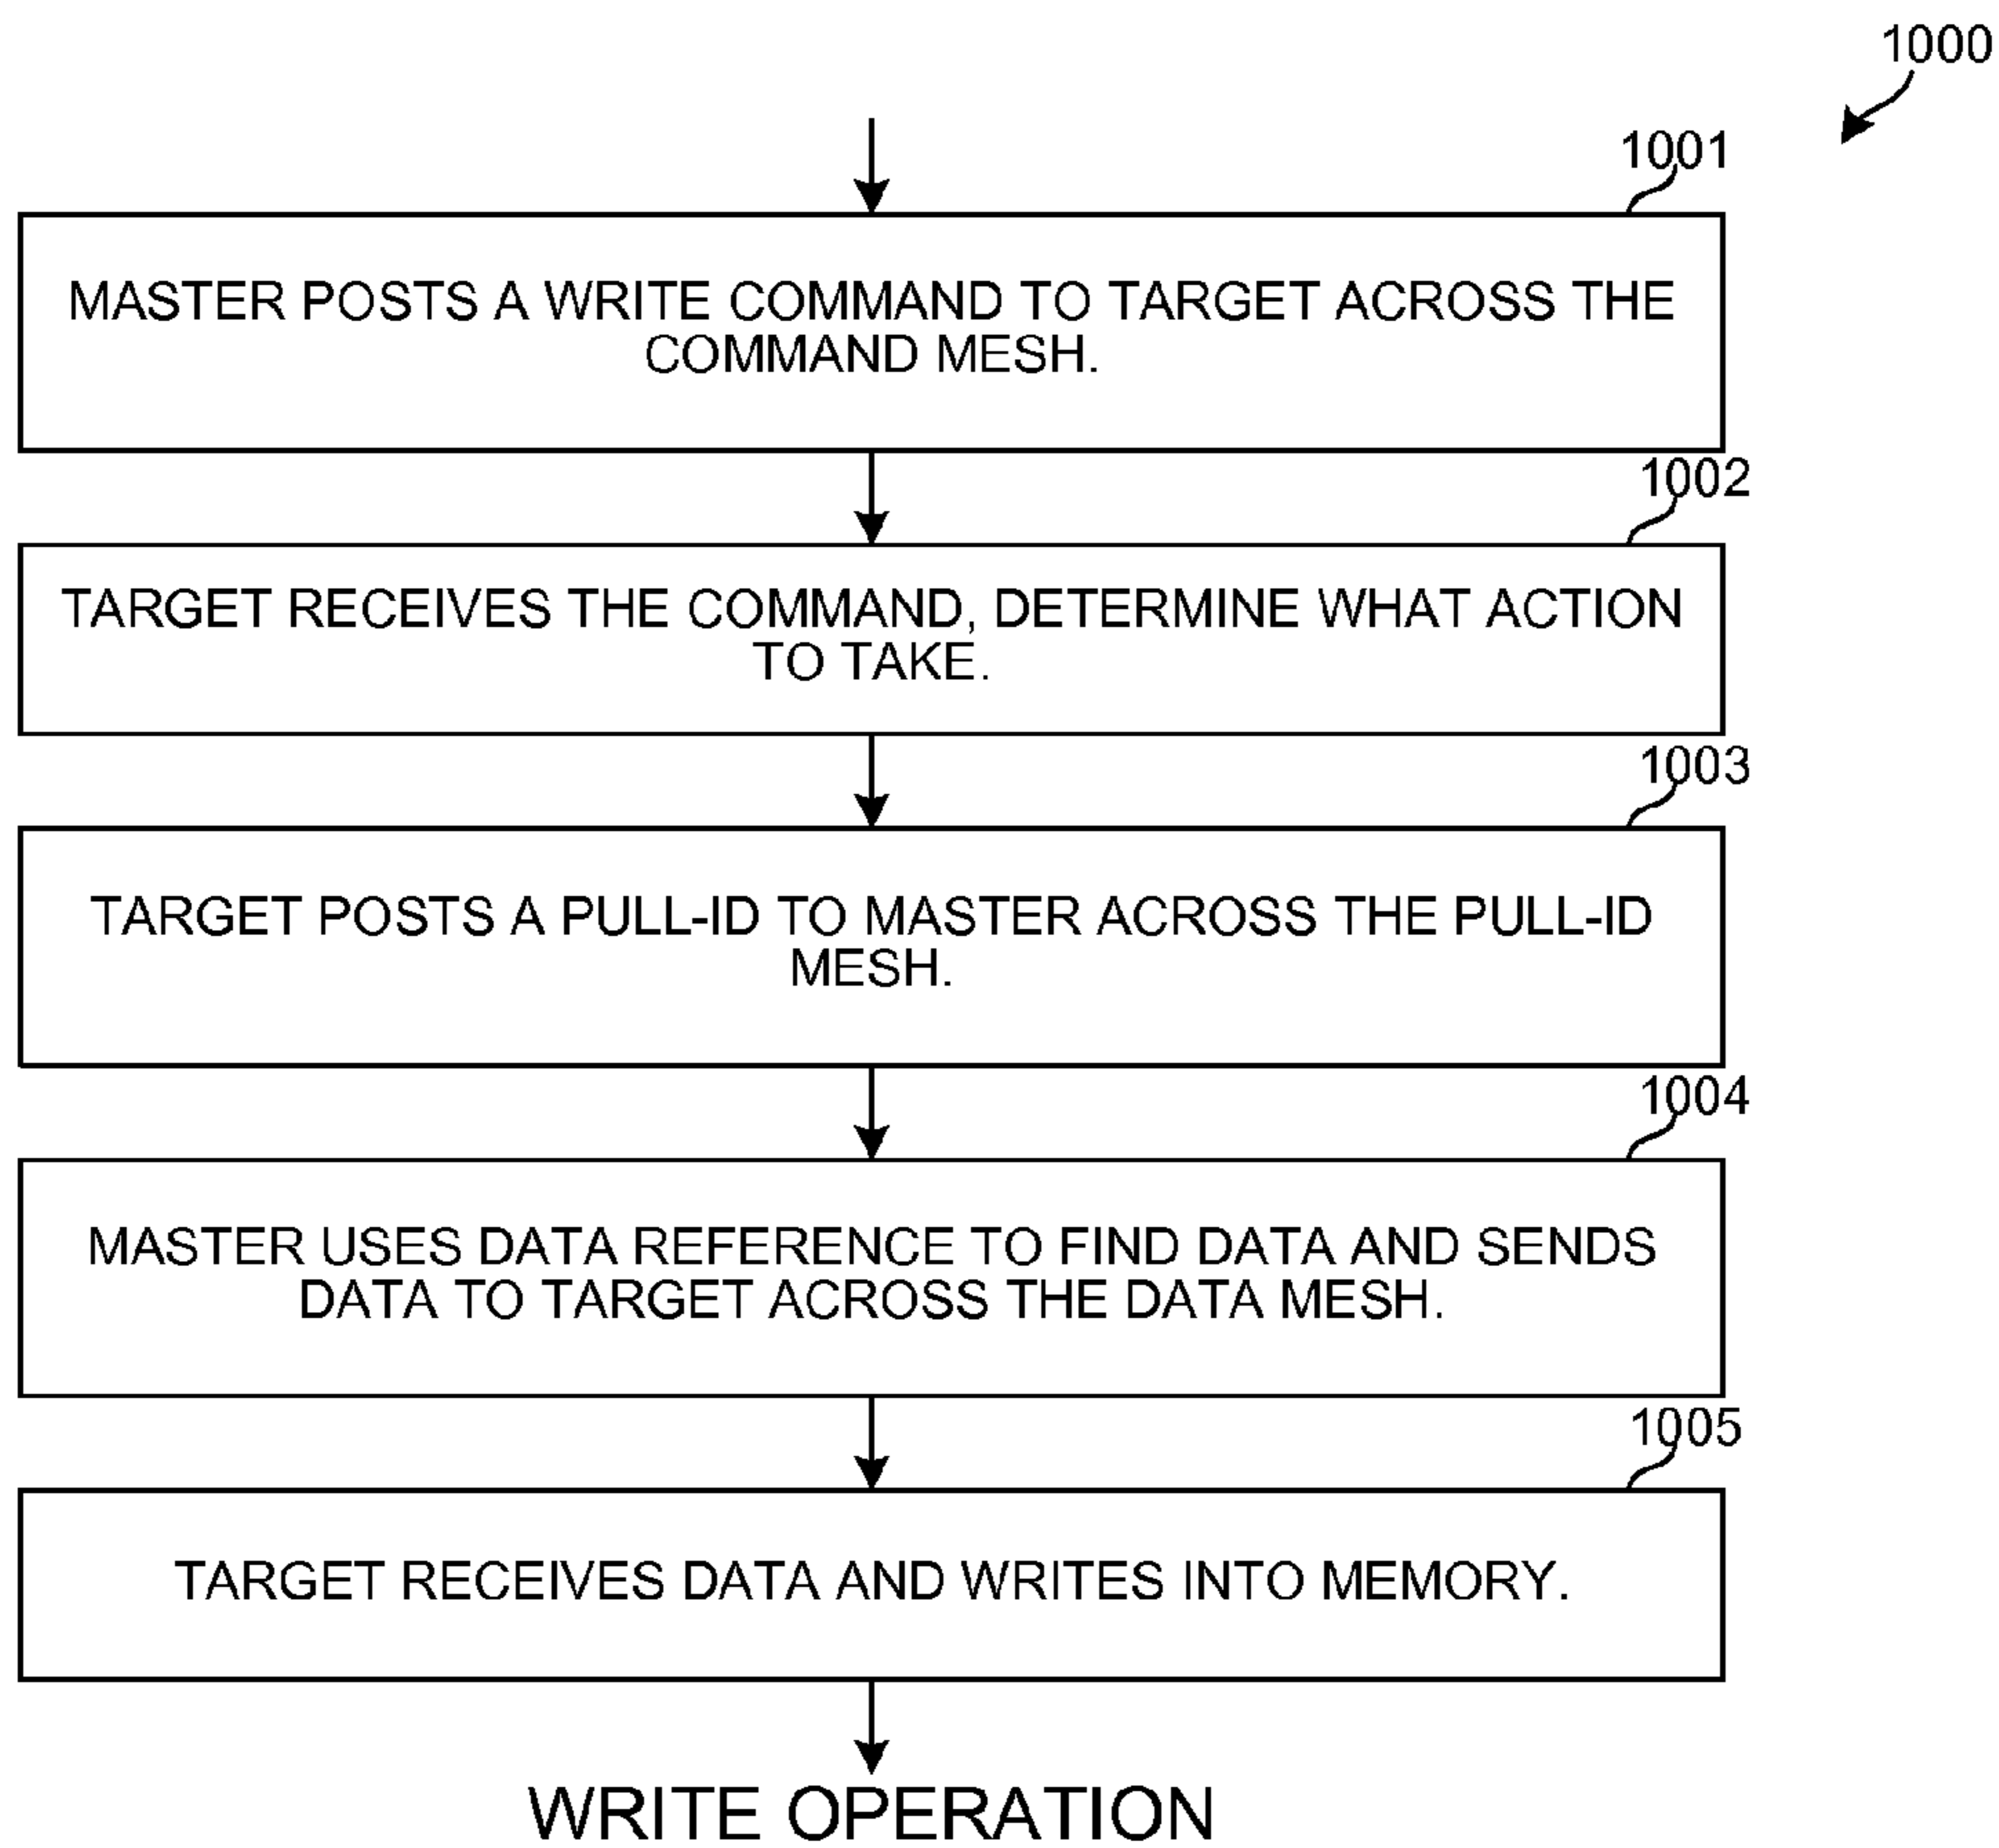 1000
1001
MASTER POSTS A WRITE COMMAND TO TARGET ACROSS THE
COMMAND MESH.
1002
TARGET RECEIVES THE COMMAND, DETERMINE WHAT ACTION
TO TAKE.
1003
TARGET POSTS A PULL-ID TO MASTER ACROSS THE PULL-ID
MESH.
1004
MASTER USES DATA REFERENCE TO FIND DATA AND SENDS
DATA TO TARGET ACROSS THE DATA MESH.
1005
TARGET RECEIVES DATA AND WRITES INTO MEMORY.
WRITE OPERATION